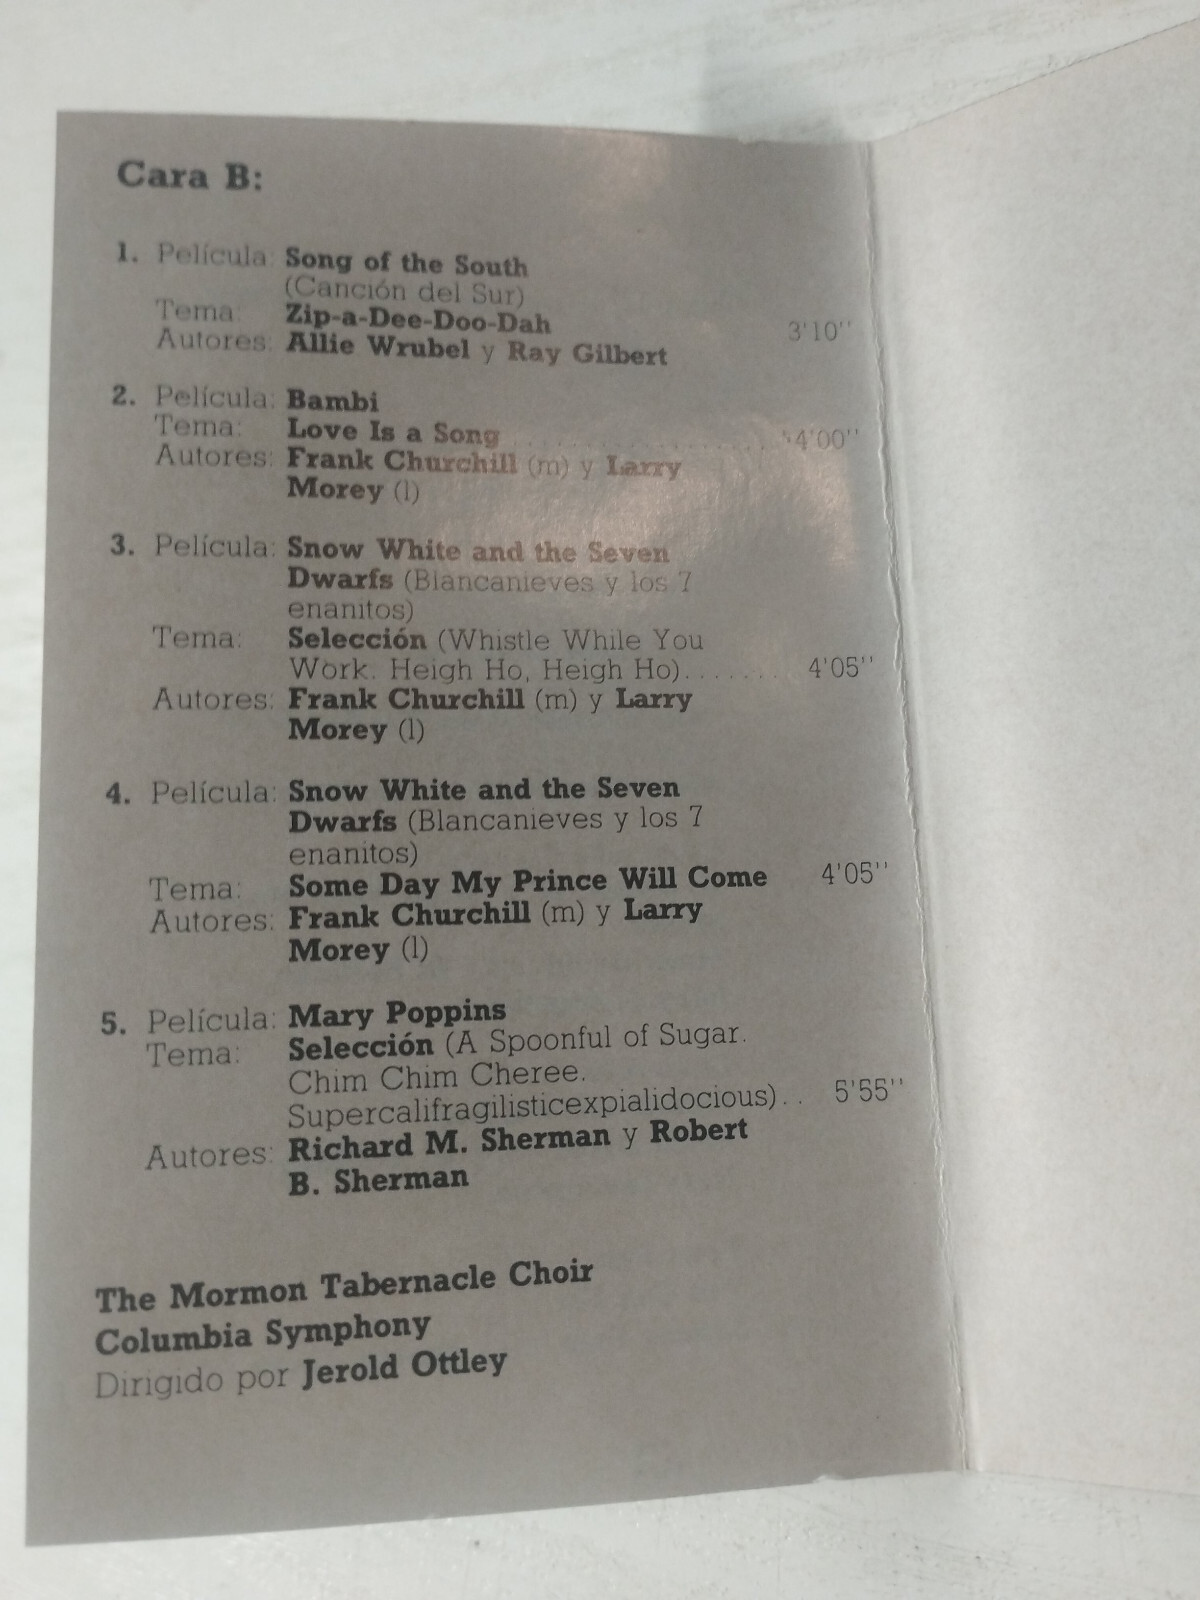 Cara B:
1. Película: Song of the South
(Canción del Sur)
Tema: Zip-a-Dee-Doo-Dah 3'10''
Autores: Allie Wrubel y Ray Gilbert
2. Película: Bambi
Tema: Love Is a Song . . . . . . . . . . . . . . . . . . 4'00''
Autores: Frank Churchill (m) y Larry
Morey (l)
3. Película: Snow White and the Seven
Dwarfs (Blancanieves y los 7
enanitos)
Tema: Selección (Whistle While You
Work. Heigh Ho, Heigh Ho). . . . . . . 4'05''
Autores: Frank Churchill (m) y Larry
Morey (l)
4. Película: Snow White and the Seven
Dwarfs (Blancanieves y los 7
enanitos)
Tema: Some Day My Prince Will Come 4'05''
Autores: Frank Churchill (m) y Larry
Morey (l)
5. Película: Mary Poppins
Tema: Selección (A Spoonful of Sugar.
Chim Chim Cheree.
Supercalifragilisticexpialidocious). . 5'55''
Autores: Richard M. Sherman y Robert
B. Sherman
The Mormon Tabernacle Choir
Columbia Symphony
Dirigido por Jerold Ottley